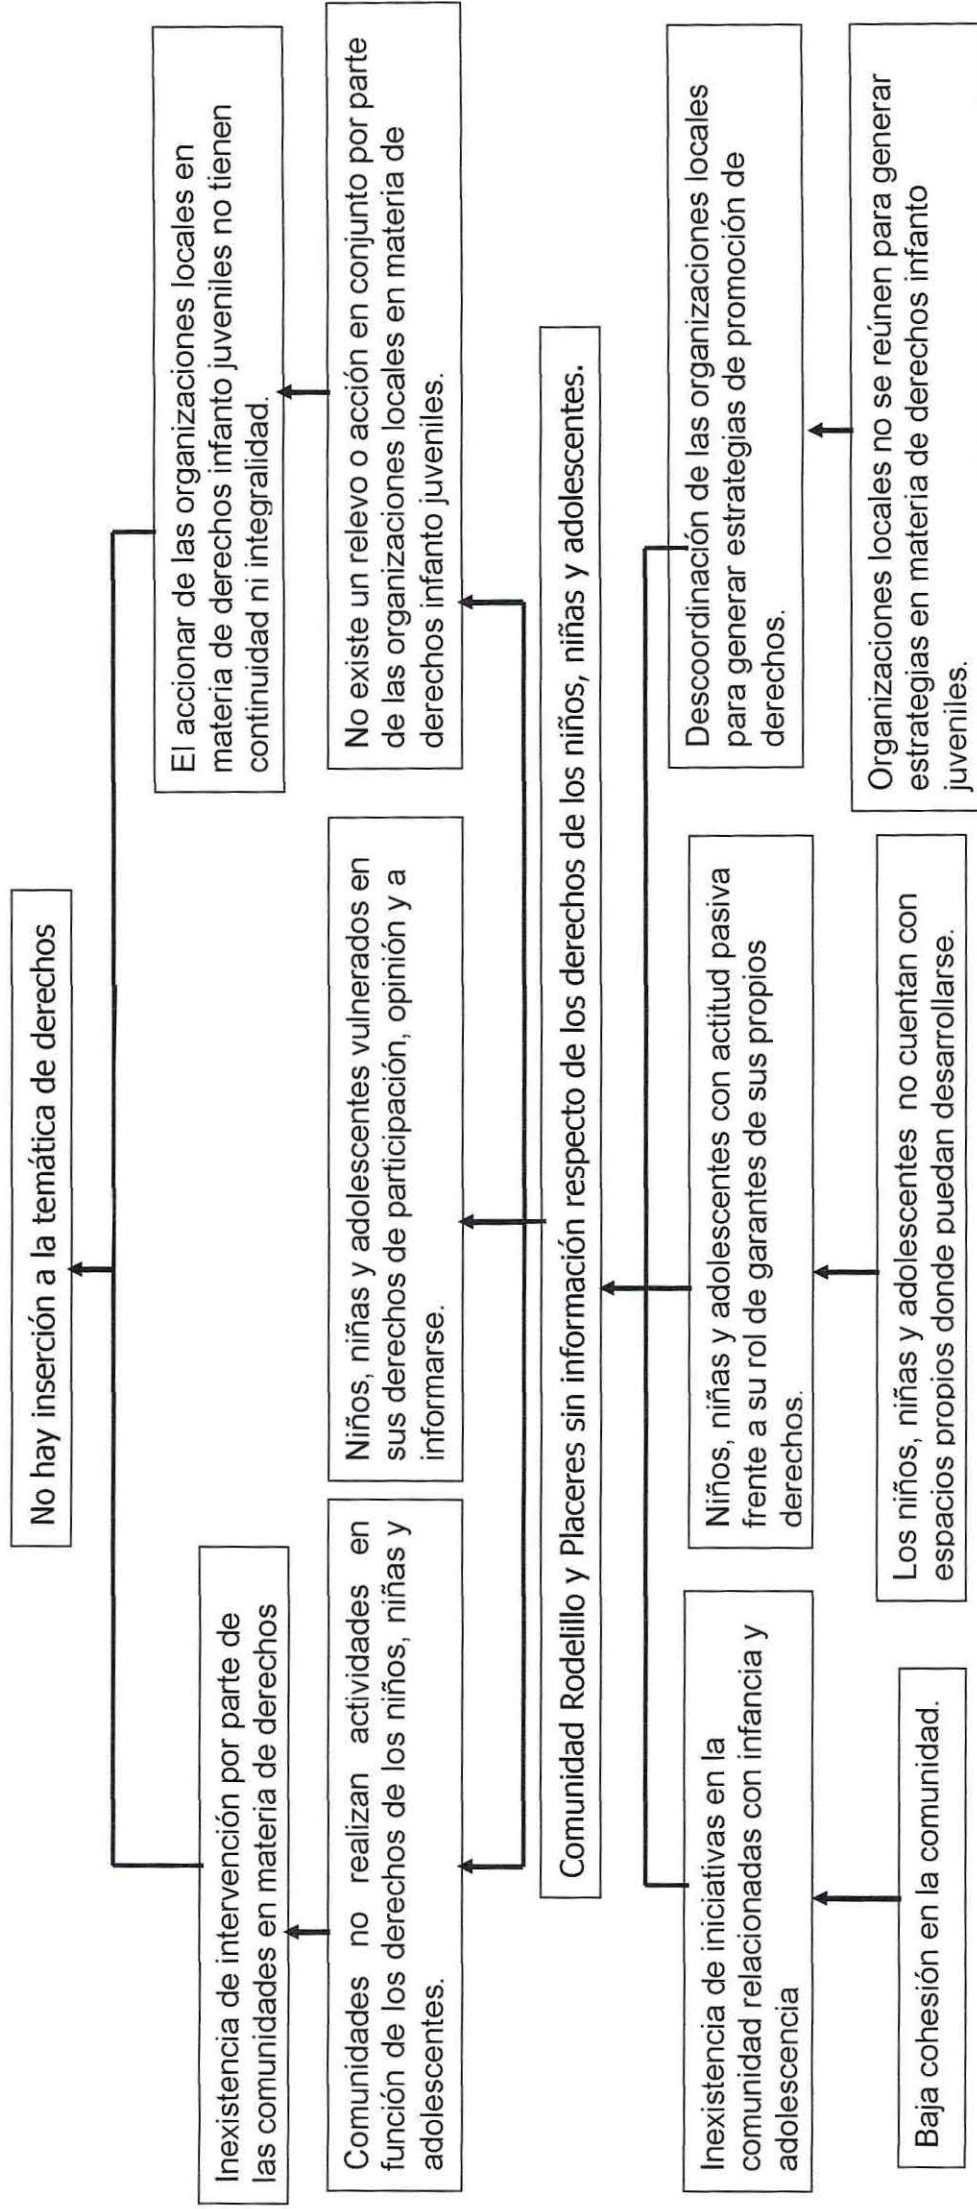 No hay inserción a la temática de derechos
Inexistencia de intervención por parte de
las comunidades en materia de derechos
El accionar de las organizaciones locales en
materia de derechos infanto juveniles no tienen
continuidad ni integralidad.
Comunidades no realizan actividades en
función de los derechos de los niños, niñas y
adolescentes.
Niños, niñas y adolescentes vulnerados en
sus derechos de participación, opinión y a
informarse.
No existe un relevo o acción en conjunto por parte
de las organizaciones locales en materia de
derechos infanto juveniles.
Comunidad Rodelillo y Placeres sin información respecto de los derechos de los niños, niñas y adolescentes.
Inexistencia de iniciativas en la
comunidad relacionadas con infancia y
adolescencia
Niños, niñas y adolescentes con actitud pasiva
frente a su rol de garantes de sus propios
derechos.
Descoordinación de las organizaciones locales
para generar estrategias de promoción de
derechos.
Baja cohesión en la comunidad.
Los niños, niñas y adolescentes no cuentan con
espacios propios donde puedan desarrollarse.
Organizaciones locales no se reúnen para generar
estrategias en materia de derechos infanto
juveniles.